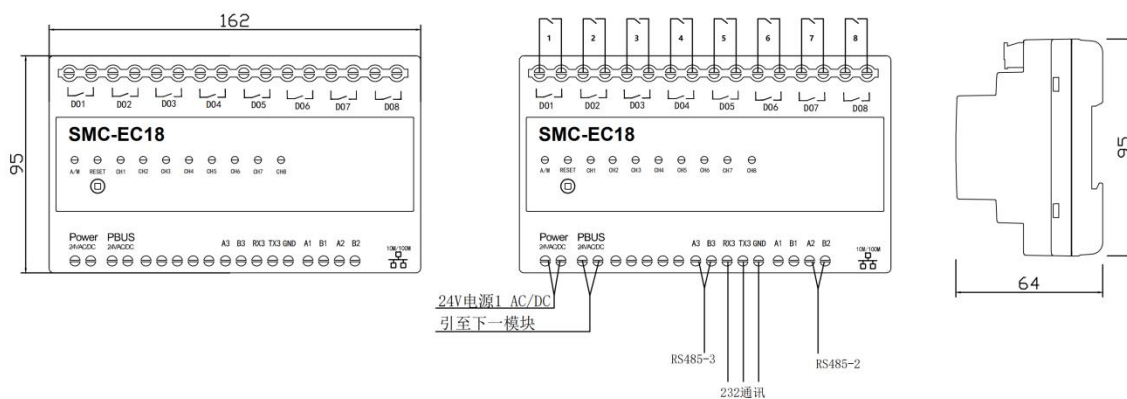 162
95
DO1 DO2 DO3 DO4 DO5 DO6 DO7 DO8
SMC-EC18
A/M RESET CH1 CH2 CH3 CH4 CH5 CH6 CH7 CH8
Power PBUS
24VAC/DC 24VAC/DC
A3 B3 RX3 TX3 GND A1 B1 A2 B2
10M/100M
1 2 3 4 5 6 7 8
DO1 DO2 DO3 DO4 DO5 DO6 DO7 DO8
SMC-EC18
A/M RESET CH1 CH2 CH3 CH4 CH5 CH6 CH7 CH8
Power PBUS
24VAC/DC 24VAC/DC
A3 B3 RX3 TX3 GND A1 B1 A2 B2
10M/100M
24V电源1 AC/DC
引至下一模块
RS485-3
232通讯
RS485-2
95
64